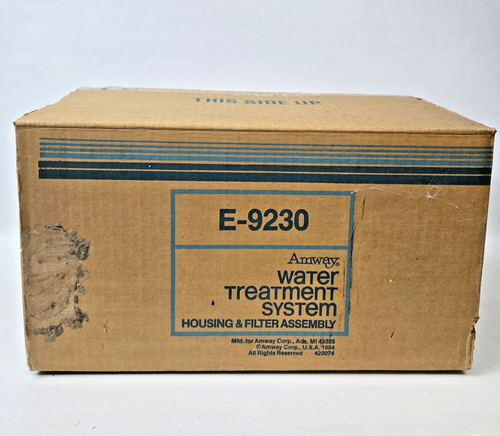 THIS SIDE UP
E-9230
Amway®
WATER
TREATMENT
SYSTEM
HOUSING & FILTER ASSEMBLY
Mfd. for Amway Corp., Ada, MI 49355
©Amway Corp., U.S.A. 1984
All Rights Reserved 420074